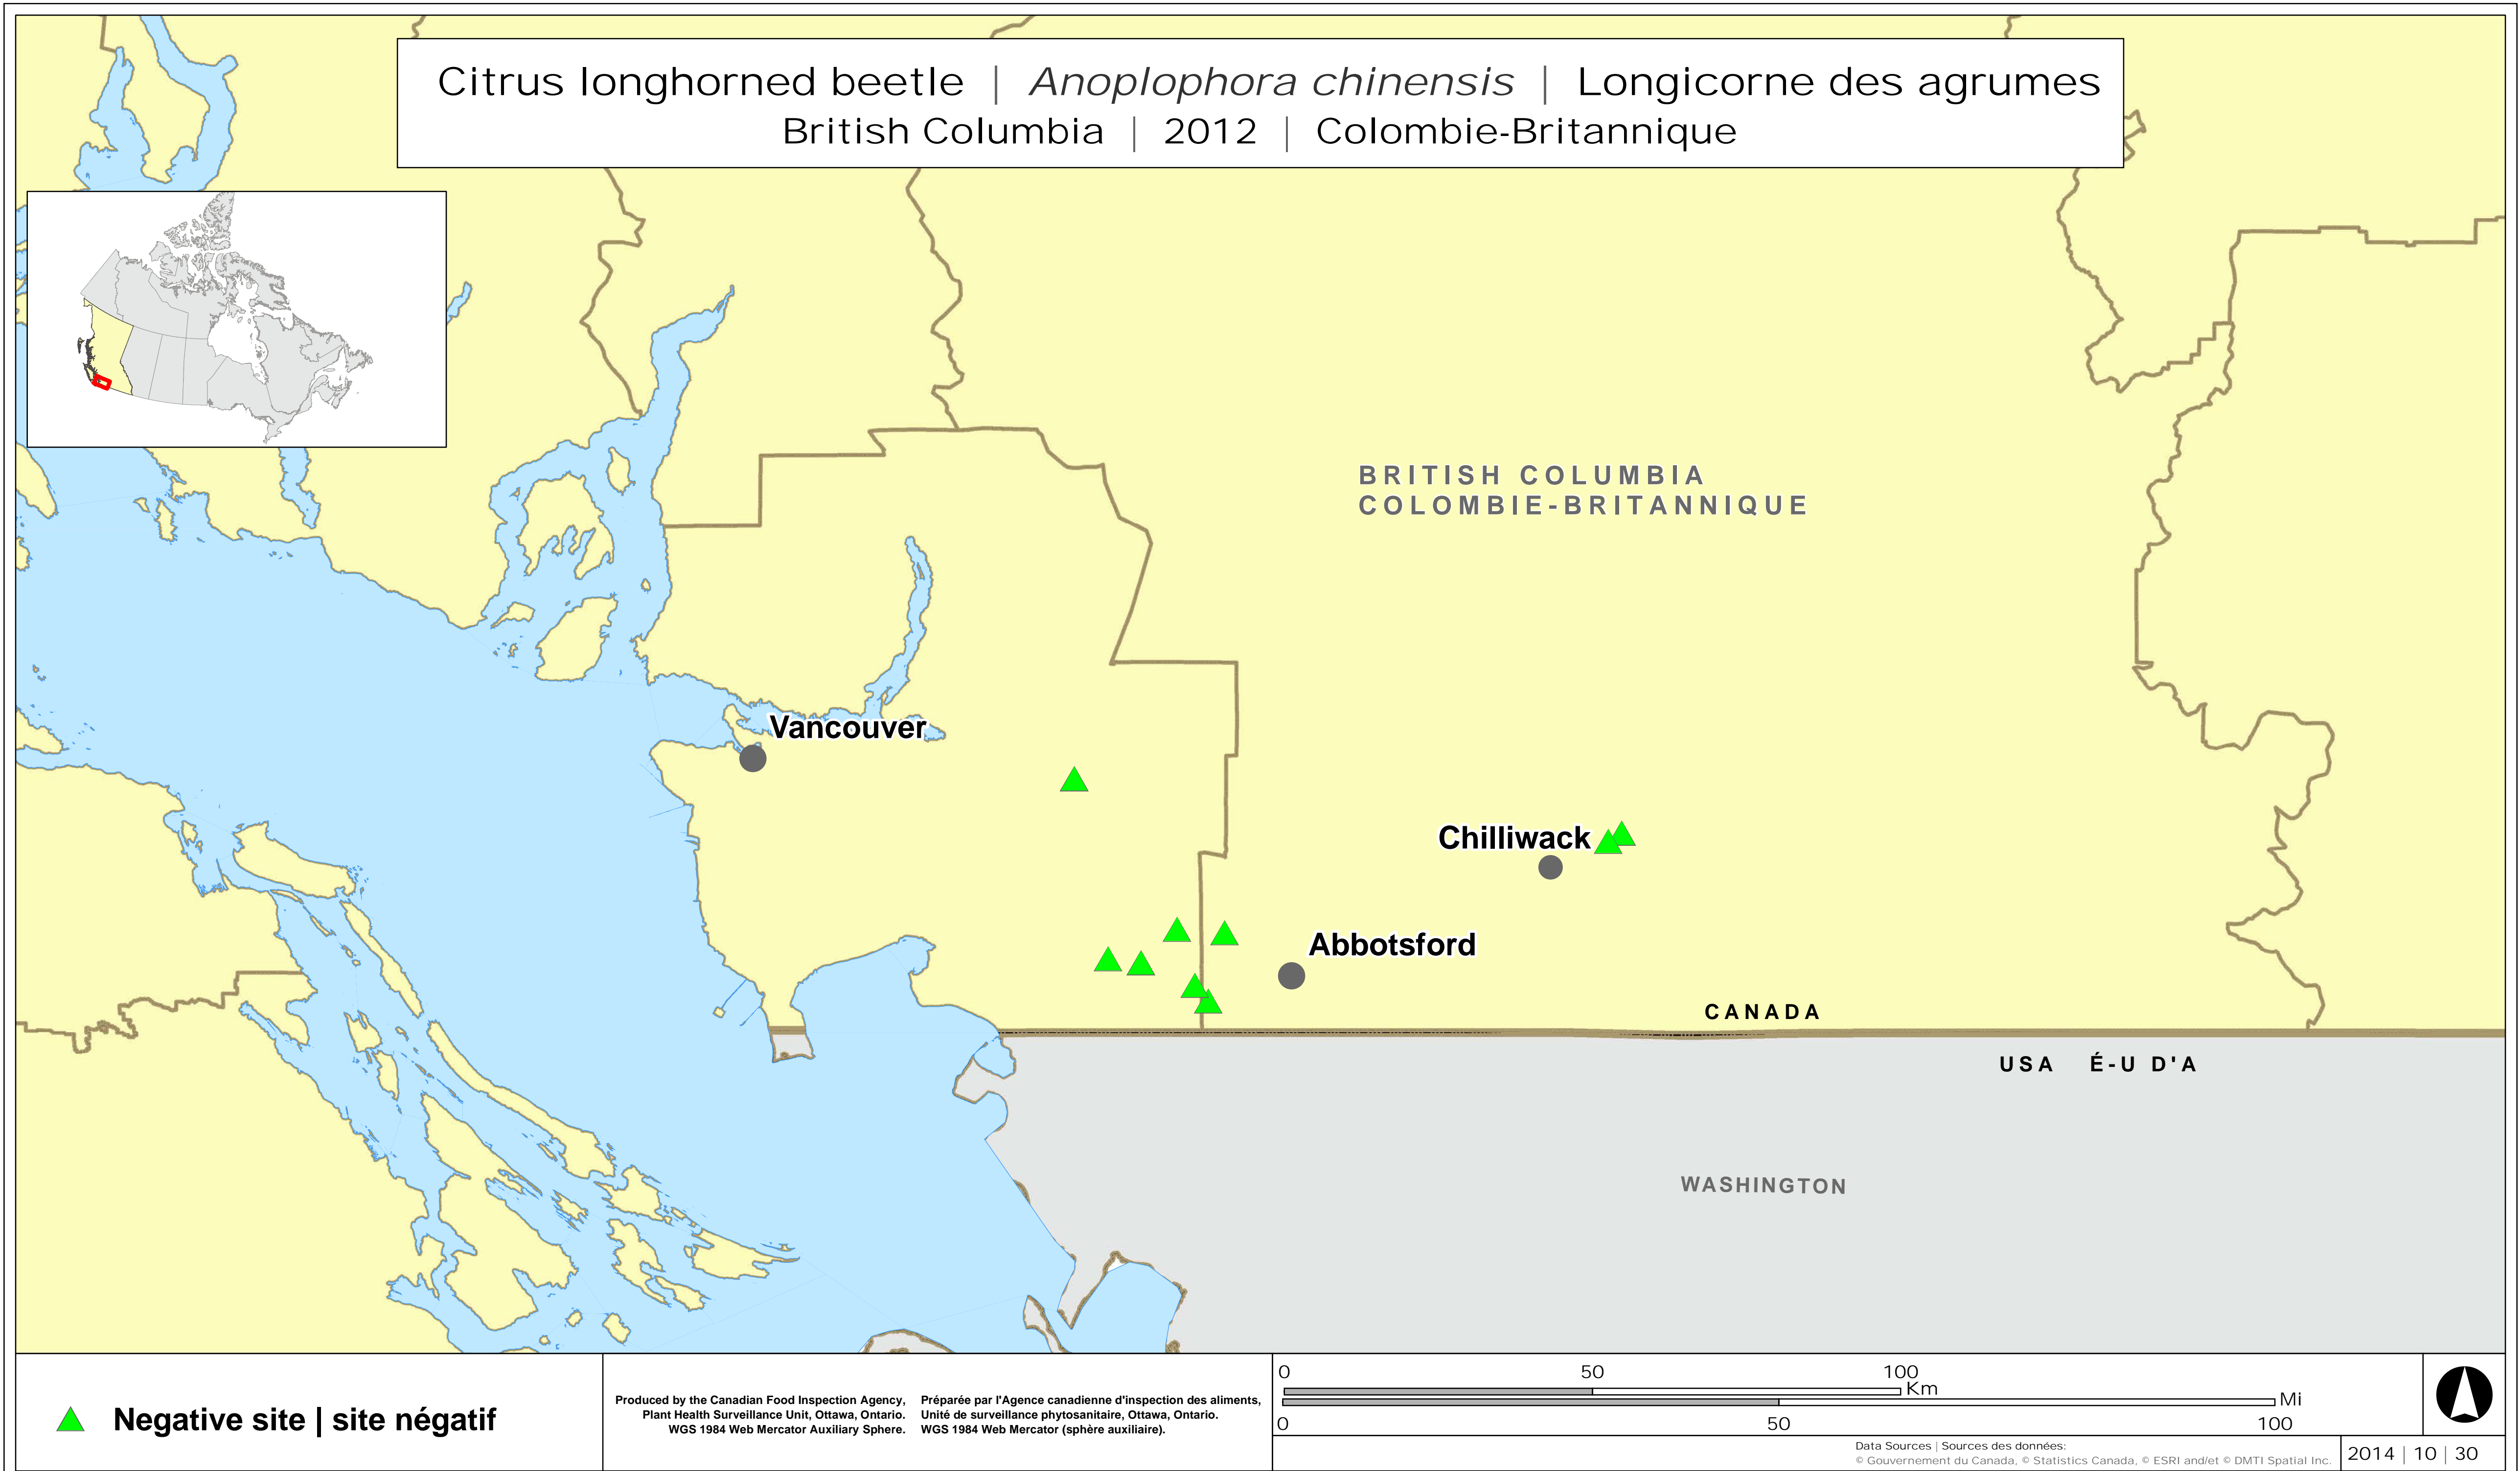 Citrus longhorned beetle | Anoplophora chinensis | Longicorne des agrumes
British Columbia | 2012 | Colombie-Britannique
BRITISH COLUMBIA
COLOMBIE-BRITANNIQUE
Vancouver
Chilliwack
Abbotsford
CANADA
USA É-U D'A
WASHINGTON
Negative site | site négatif
Produced by the Canadian Food Inspection Agency,
Plant Health Surveillance Unit, Ottawa, Ontario.
WGS 1984 Web Mercator Auxiliary Sphere.
Préparée par l'Agence canadienne d'inspection des aliments,
Unité de surveillance phytosanitaire, Ottawa, Ontario.
WGS 1984 Web Mercator (sphère auxiliaire).
0 50 100
Km
Mi
0 50 100
Data Sources | Sources des données:
© Gouvernement du Canada, © Statistics Canada, © ESRI and/et © DMTI Spatial Inc.
2014 | 10 | 30